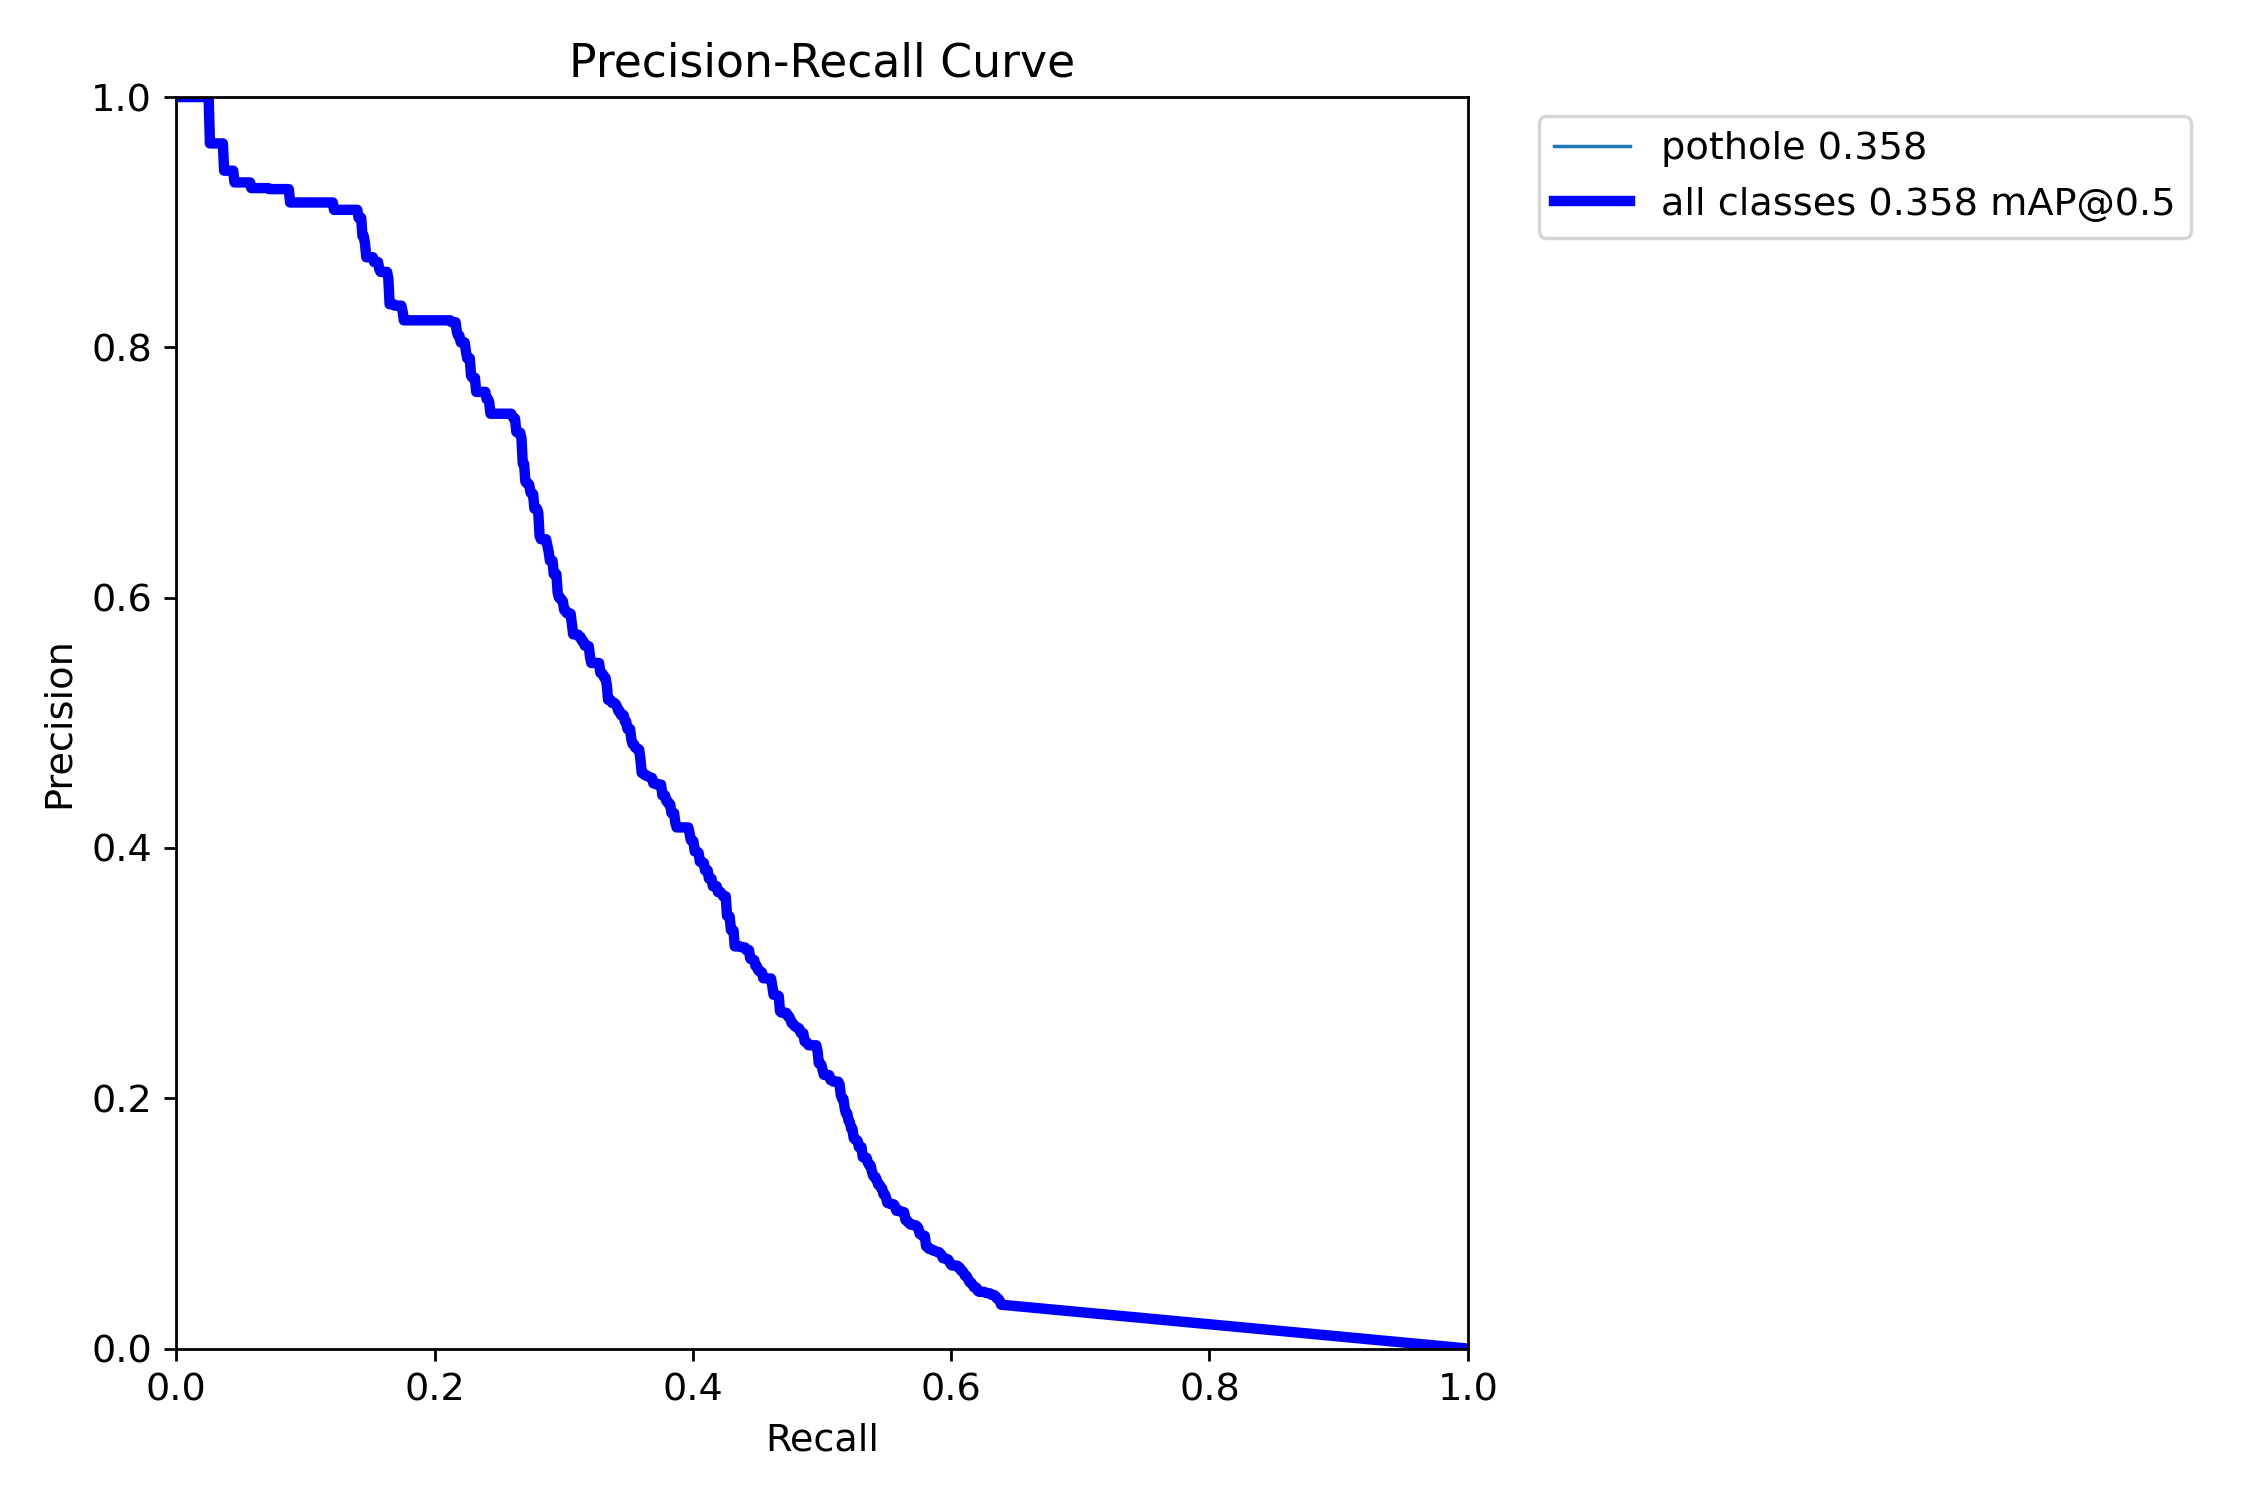 Precision-Recall Curve
pothole 0.358
all classes 0.358 mAP@0.5
1.0
0.8
0.6
0.4
0.2
0.0
Precision
0.0 0.2 0.4 0.6 0.8 1.0
Recall